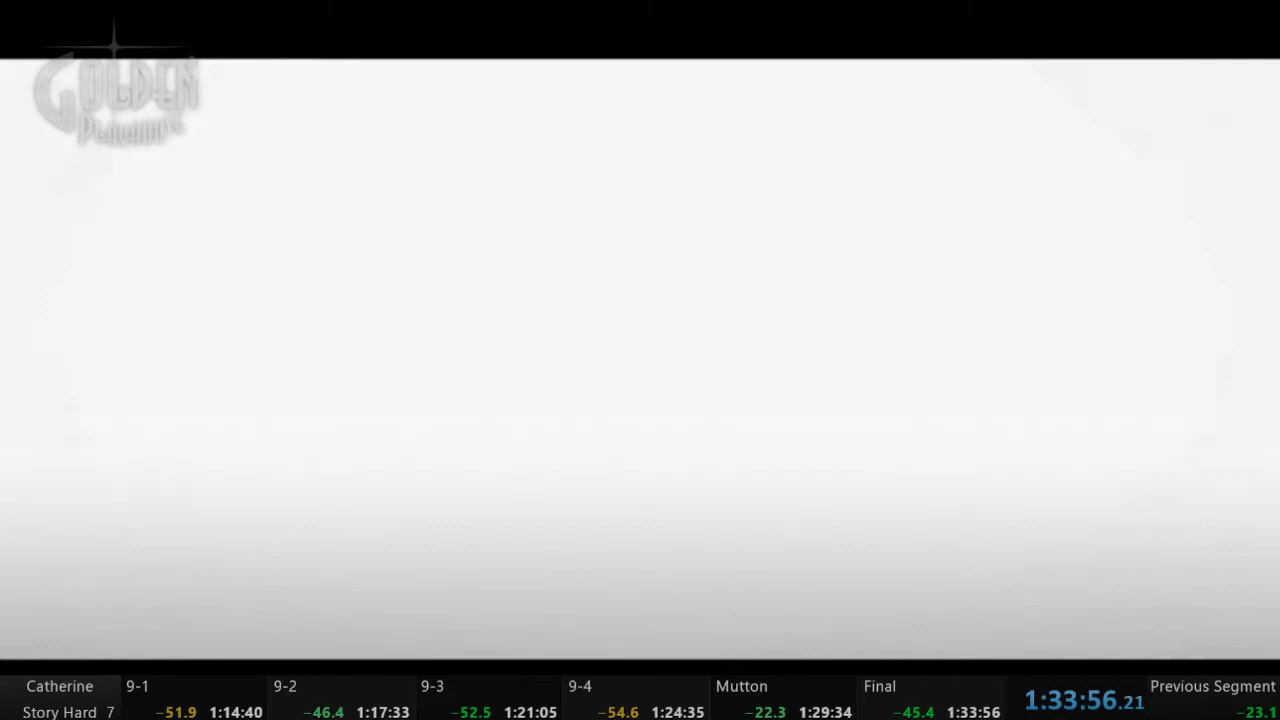 GOLDEN
PLAYHOUSE
Catherine 9-1 9-2 9-3 9-4 Mutton Final 1:33:56.21 Previous Segment
Story Hard 7 −51.9 1:14:40 −46.4 1:17:33 −52.5 1:21:05 −54.6 1:24:35 −22.3 1:29:34 −45.4 1:33:56 −23.1